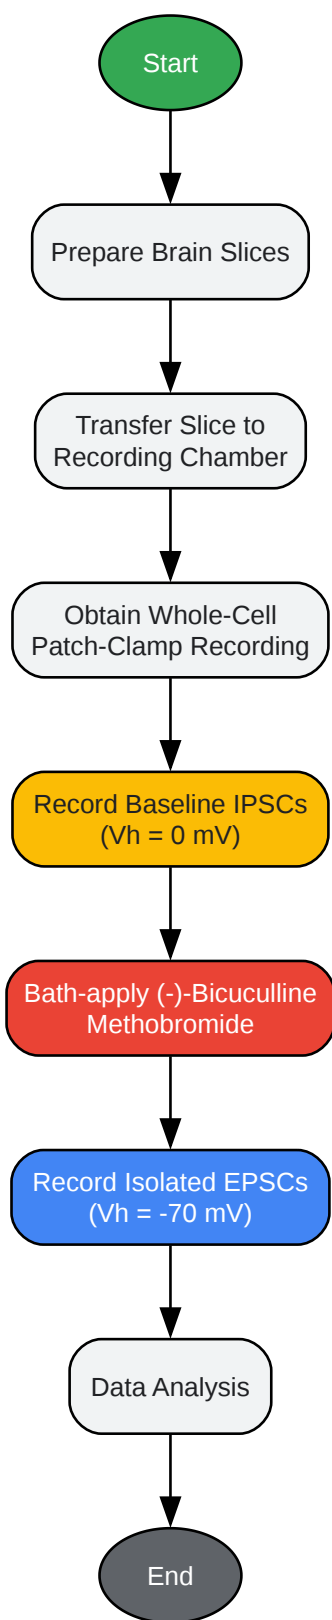 Start
Prepare Brain Slices
Transfer Slice to
Recording Chamber
Obtain Whole-Cell
Patch-Clamp Recording
Record Baseline IPSCs
(Vh = 0 mV)
Bath-apply (-)-Bicuculline
Methobromide
Record Isolated EPSCs
(Vh = -70 mV)
Data Analysis
End